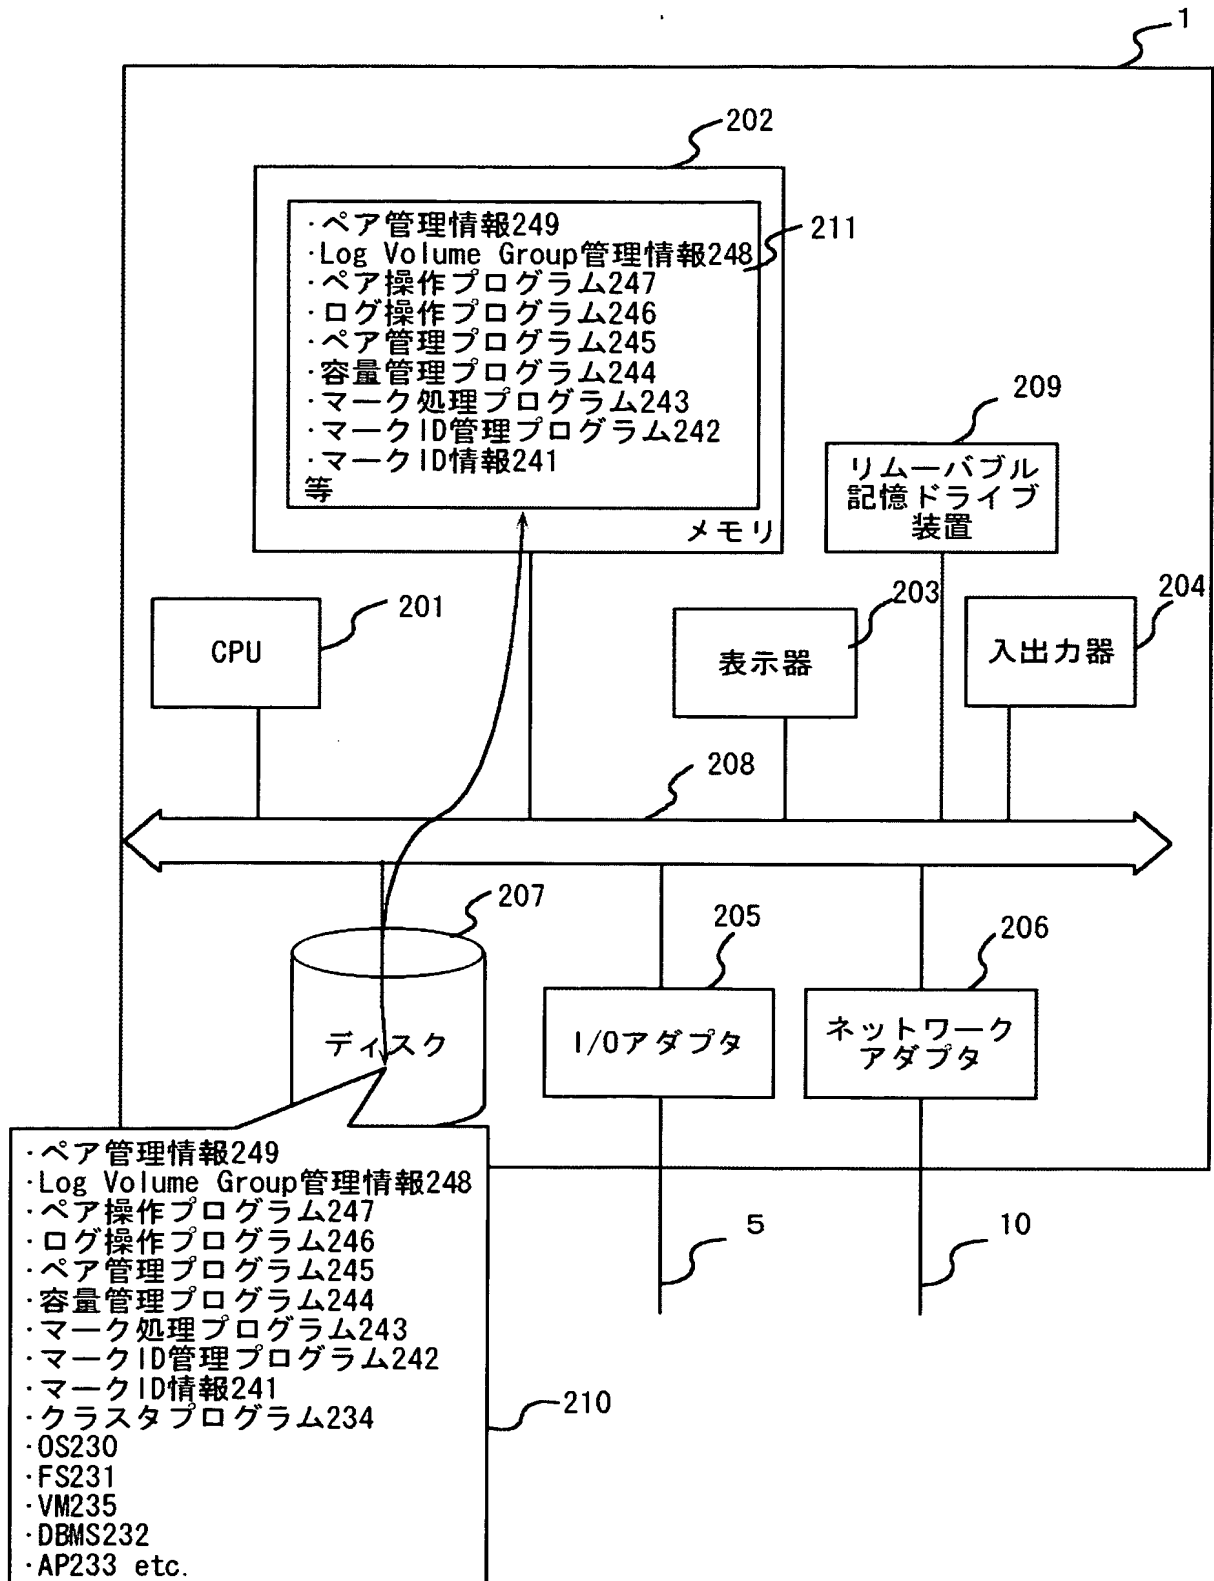 1
202
・ペア管理情報249
・Log Volume Group管理情報248
・ペア操作プログラム247
・ログ操作プログラム246
・ペア管理プログラム245
・容量管理プログラム244
・マーク処理プログラム243
・マークID管理プログラム242
・マークID情報241
等
メモリ
211
209
リムーバブル
記憶ドライブ
装置
201
CPU
203
表示器
204
入出力器
208
207
ディスク
205
I/Oアダプタ
206
ネットワーク
アダプタ
・ペア管理情報249
・Log Volume Group管理情報248
・ペア操作プログラム247
・ログ操作プログラム246
・ペア管理プログラム245
・容量管理プログラム244
・マーク処理プログラム243
・マークID管理プログラム242
・マークID情報241
・クラスタプログラム234
・OS230
・FS231
・VM235
・DBMS232
・AP233 etc.
5
10
210